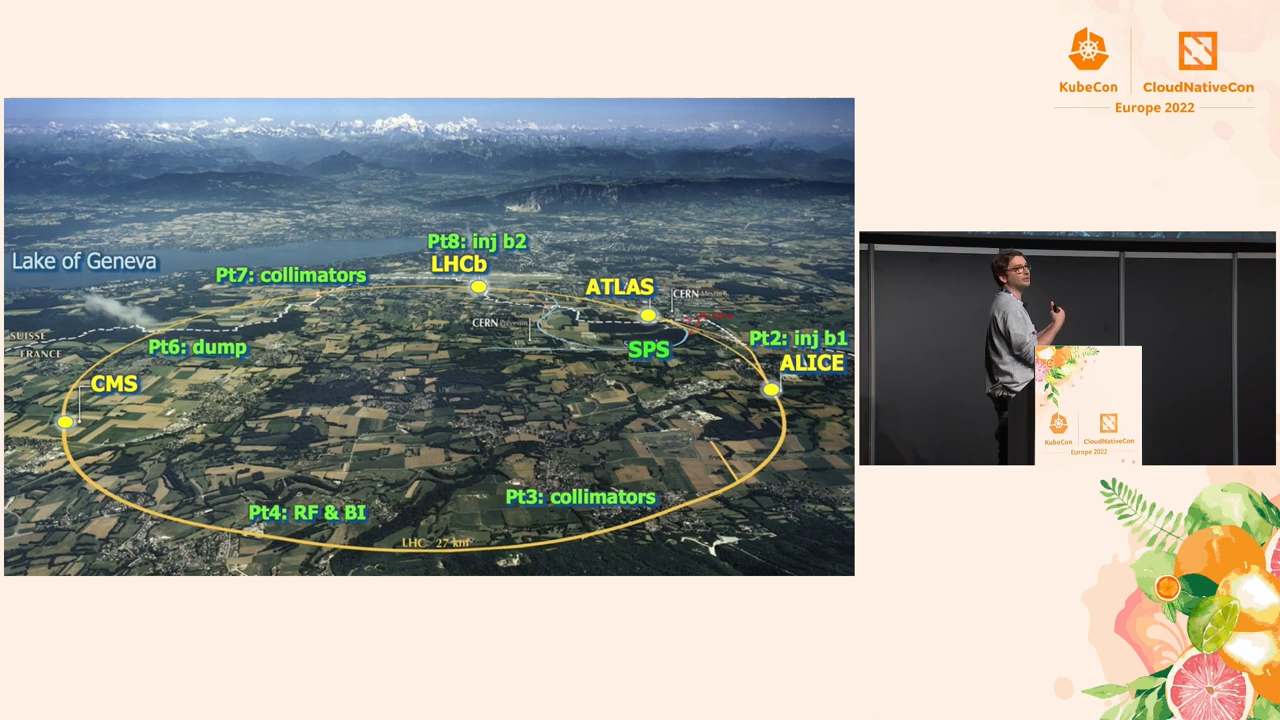 KubeCon
CloudNativeCon
Europe 2022
Pt8: inj b2
LHCb
Lake of Geneva
Pt7: collimators
ATLAS
CERN Meyrin
CERN Prévessin
SUISSE
FRANCE
Pt6: dump
SPS
Pt2: inj b1
ALICE
CMS
Pt3: collimators
Pt4: RF & BI
LHC 27 km
KubeCon
CloudNativeCon
Europe 2022